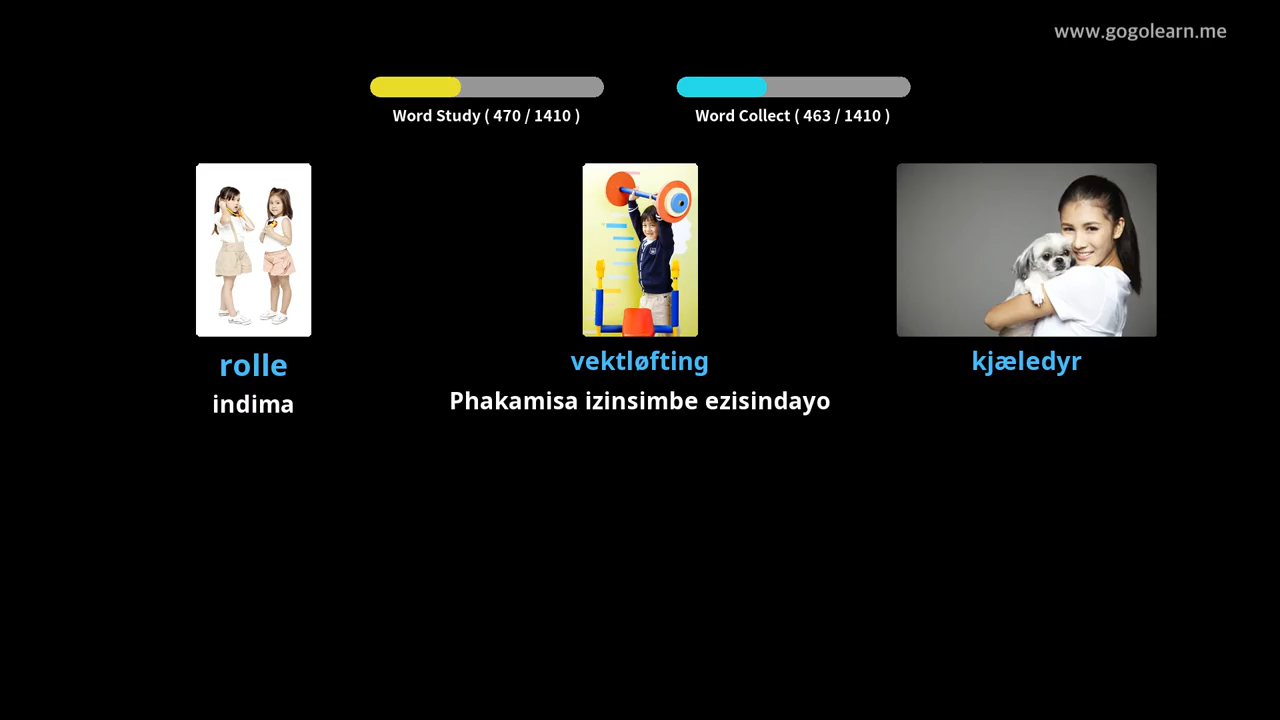 www.gogolearn.me
Word Study ( 470 / 1410 )
Word Collect ( 463 / 1410 )
rolle
indima
vektløfting
Phakamisa izinsimbe ezisindayo
kjæledyr